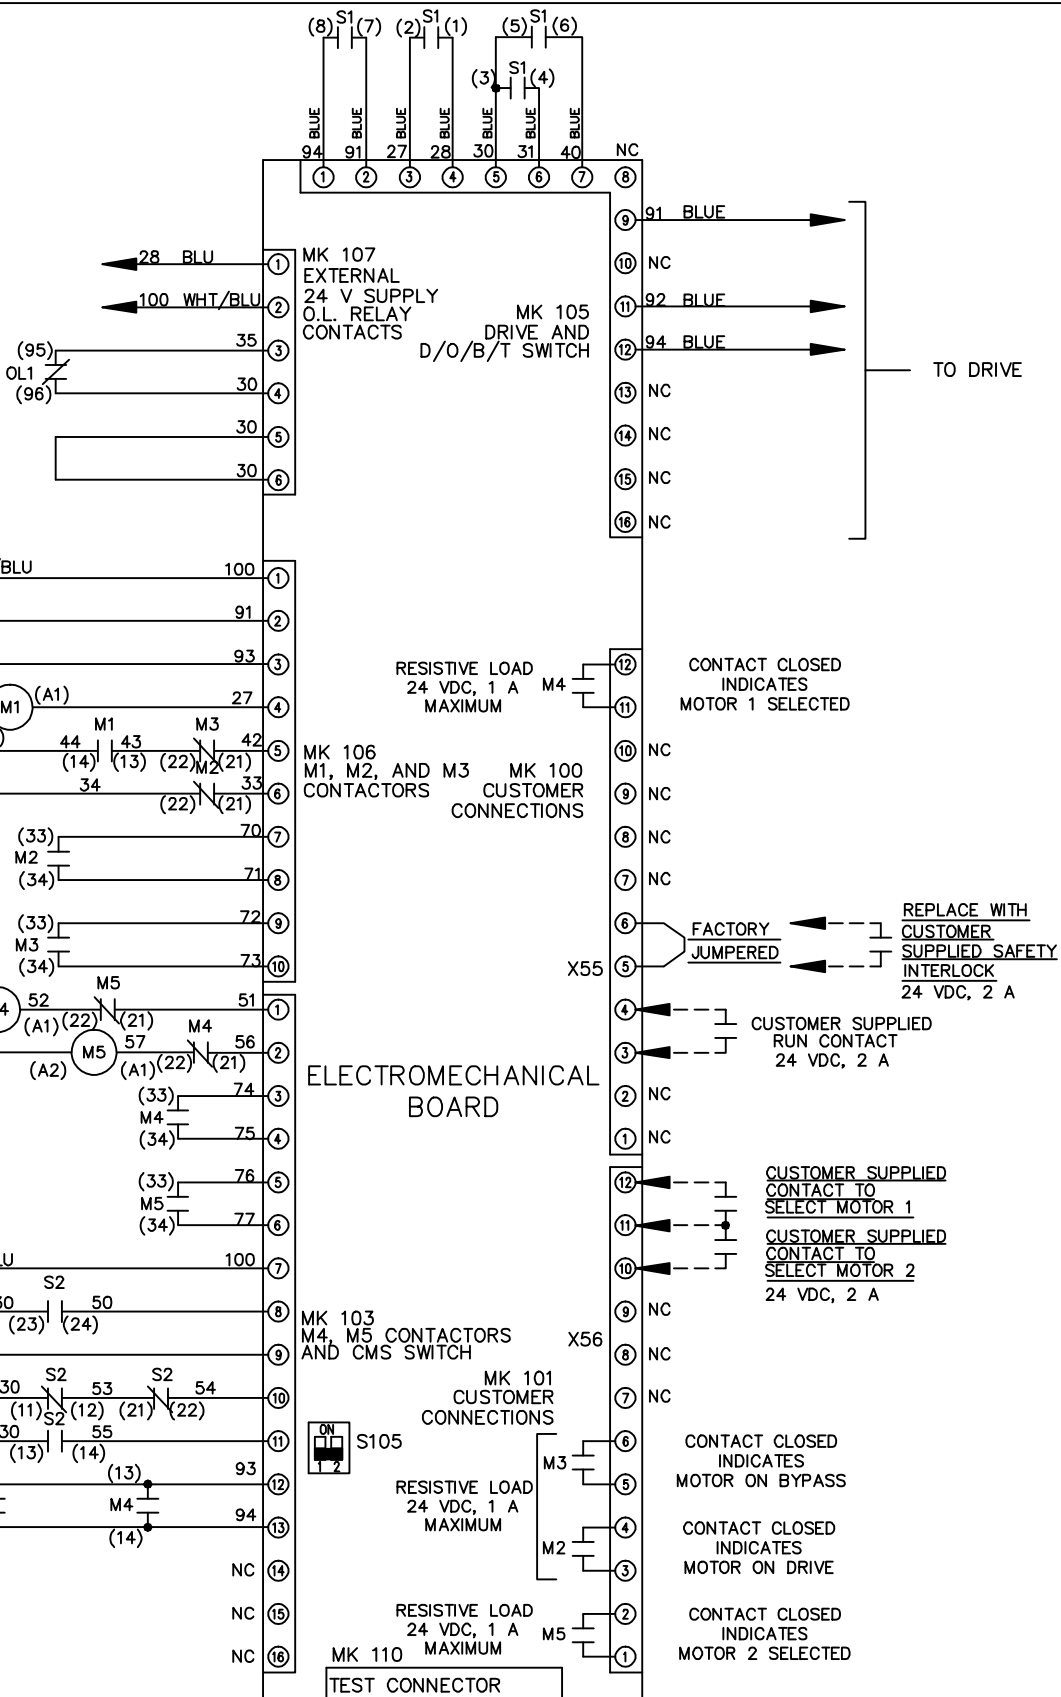 (8) S1 (7) (2) S1 (1) (5) S1 (6)
(3) S1 (4)
BLUE BLUE BLUE BLUE BLUE BLUE BLUE
94 91 27 28 30 31 40 NC
1 2 3 4 5 6 7 8
9 91 BLUE
10 NC
11 92 BLUE
12 94 BLUE
13 NC
14 NC
15 NC
16 NC
TO DRIVE
MK 105
DRIVE AND
D/O/B/T SWITCH
28 BLU 1
100 WHT/BLU 2
(95) 35 3
OL1
(96) 30 4
30 5
30 6
MK 107
EXTERNAL
24 V SUPPLY
O.L. RELAY
CONTACTS
BLU 100 1
91 2
93 3
M1 (A1) 27 4
44 M1 43 M3 42 5
(14) (13) (22) (21)
34 M2 33 6
(22) (21)
(33) 70 7
M2
(34) 71 8
(33) 72 9
M3
(34) 73 10
MK 106
M1, M2, AND M3
CONTACTORS
RESISTIVE LOAD
24 VDC, 1 A
MAXIMUM
M4
12
11
CONTACT CLOSED
INDICATES
MOTOR 1 SELECTED
10 NC
9 NC
8 NC
7 NC
MK 100
CUSTOMER
CONNECTIONS
6
5
X55
FACTORY
JUMPERED
REPLACE WITH
CUSTOMER
SUPPLIED SAFETY
INTERLOCK
24 VDC, 2 A
4
3
CUSTOMER SUPPLIED
RUN CONTACT
24 VDC, 2 A
2 NC
1 NC
4 52 M5 51 1
(A1) (22) (21)
M5 57 M4 56 2
(A2) (A1) (22) (21)
(33) 74 3
M4
(34) 75 4
(33) 76 5
M5
(34) 77 6
ELECTROMECHANICAL
BOARD
12
11
10
CUSTOMER SUPPLIED
CONTACT TO
SELECT MOTOR 1
CUSTOMER SUPPLIED
CONTACT TO
SELECT MOTOR 2
24 VDC, 2 A
LU 100 7
30 S2 50 8
(23) (24)
9
30 S2 53 S2 54 10
(11) (12) (21) (22)
30 S2 55 11
(13) (14)
(13) 93 12
M4
(14) 94 13
NC 14
NC 15
NC 16
MK 103
M4, M5 CONTACTORS
AND CMS SWITCH
ON
1 2
S105
9 NC
X56
8 NC
7 NC
MK 101
CUSTOMER
CONNECTIONS
6
M3
5
CONTACT CLOSED
INDICATES
MOTOR ON BYPASS
RESISTIVE LOAD
24 VDC, 1 A
MAXIMUM
4
M2
3
CONTACT CLOSED
INDICATES
MOTOR ON DRIVE
RESISTIVE LOAD
24 VDC, 1 A
MAXIMUM
2
M5
1
CONTACT CLOSED
INDICATES
MOTOR 2 SELECTED
MK 110
TEST CONNECTOR